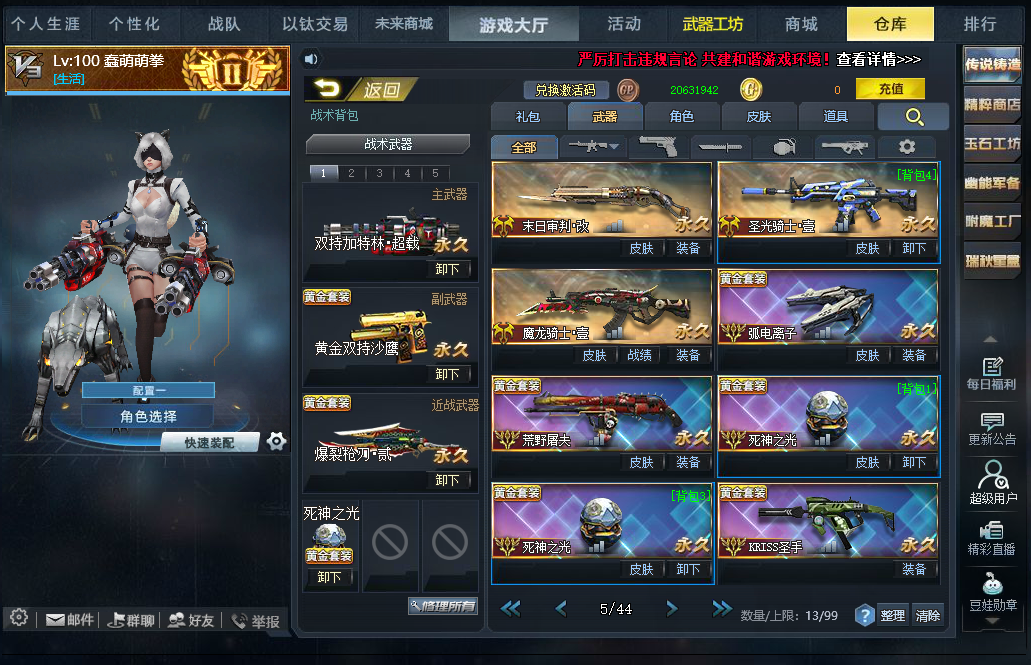 个人生涯 个性化 战队 以钛交易 未来商城 游戏大厅 活动 武器工坊 商城 仓库 排行
V3 Lv:100 螽萌萌拳
[生活]
II
严厉打击违规言论 共建和谐游戏环境！查看详情>>>
返回
兑换激活码 GP 20631942 G 0 充值
战术背包
礼包 武器 角色 皮肤 道具
战术武器
全部
1 2 3 4 5
主武器
双持加特林·超载
永久
卸下
黄金套装
副武器
黄金双持沙鹰
永久
卸下
黄金套装
近战武器
爆裂枪刃·贰
永久
卸下
死神之光
黄金套装
卸下
修理所有
末日审判·改
永久
皮肤 装备
[背包4]
圣光骑士·壹
永久
皮肤 卸下
魔龙骑士·壹
永久
皮肤 战绩 装备
黄金套装
弧电离子
永久
皮肤 装备
黄金套装
荒野屠夫
永久
皮肤 装备
黄金套装
[背包1]
死神之光
永久
皮肤 卸下
黄金套装
[背包3]
死神之光
永久
皮肤 卸下
黄金套装
KRISS圣手
永久
装备
5/44
数量/上限: 13/99
? 整理 清除
配置一
角色选择
快速装配
邮件 群聊 好友 举报
传说铸造
精粹商店
玉石工坊
幽能军备
附魔工厂
瑞秋星盒
每日福利
更新公告
超级用户
精彩直播
豆娃勋章